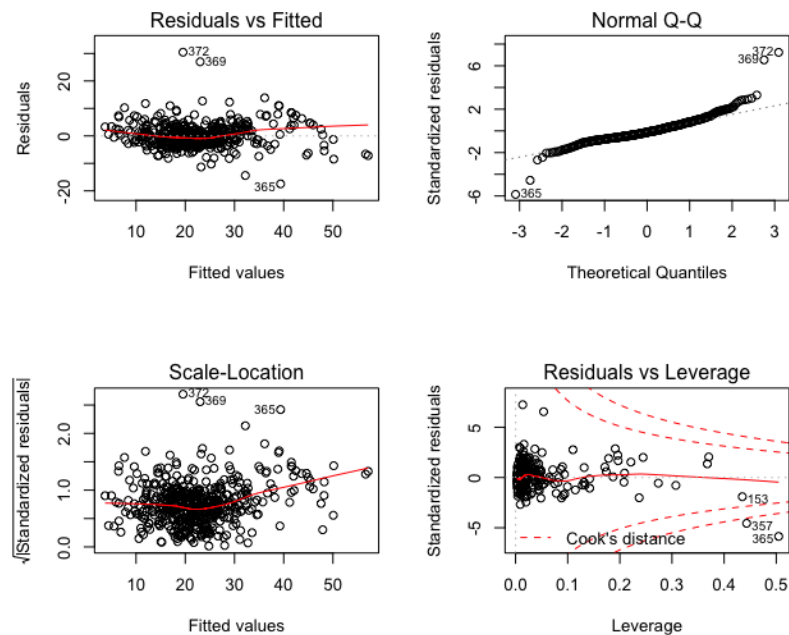 Residuals vs Fitted
Residuals
20
0
-20
372
369
365
10 20 30 40 50
Fitted values
Normal Q-Q
Standardized residuals
6
2
-2
-6
372
369
365
-3 -2 -1 0 1 2 3
Theoretical Quantiles
Scale-Location
√|Standardized residuals|
2.0
1.0
0.0
372
369
365
10 20 30 40 50
Fitted values
Residuals vs Leverage
Standardized residuals
5
0
-5
153
357
365
Cook's distance
0.0 0.1 0.2 0.3 0.4 0.5
Leverage